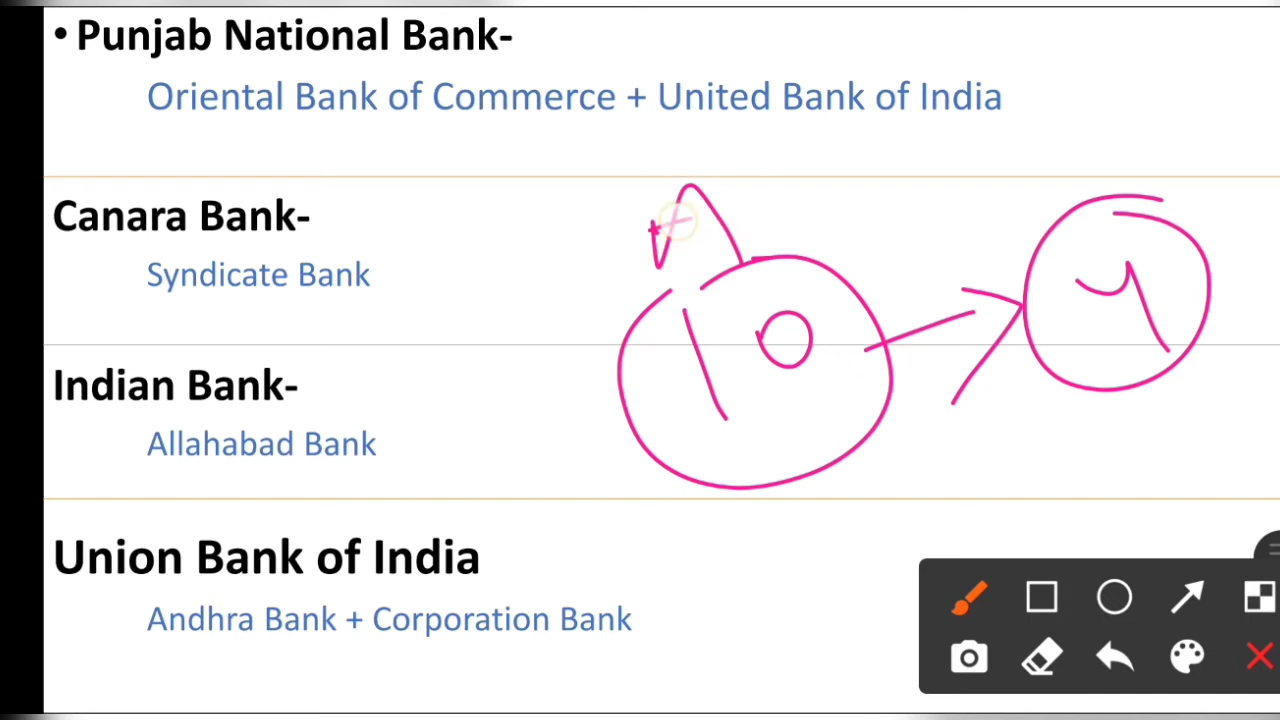 • Punjab National Bank-
Oriental Bank of Commerce + United Bank of India
Canara Bank-
Syndicate Bank
10
4
Indian Bank-
Allahabad Bank
Union Bank of India
Andhra Bank + Corporation Bank